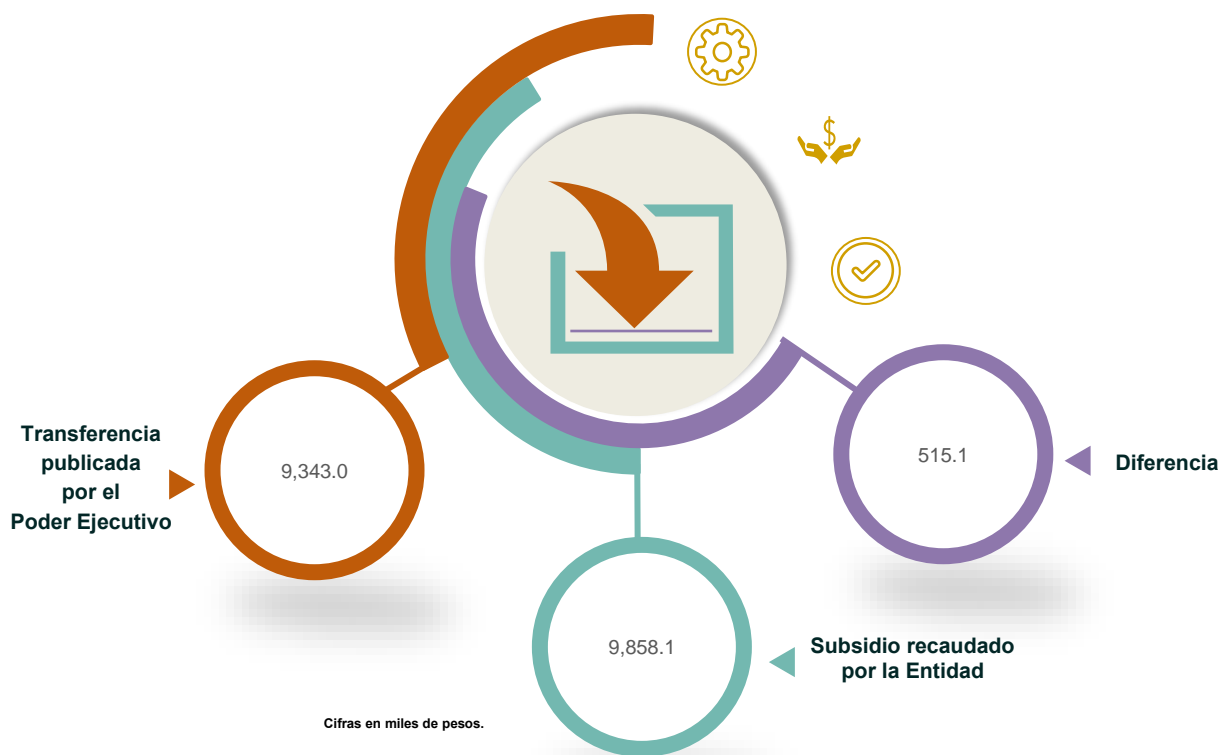 $
Transferencia
publicada
por el
Poder Ejecutivo
9,343.0
515.1
Diferencia
9,858.1
Subsidio recaudado
por la Entidad
Cifras en miles de pesos.